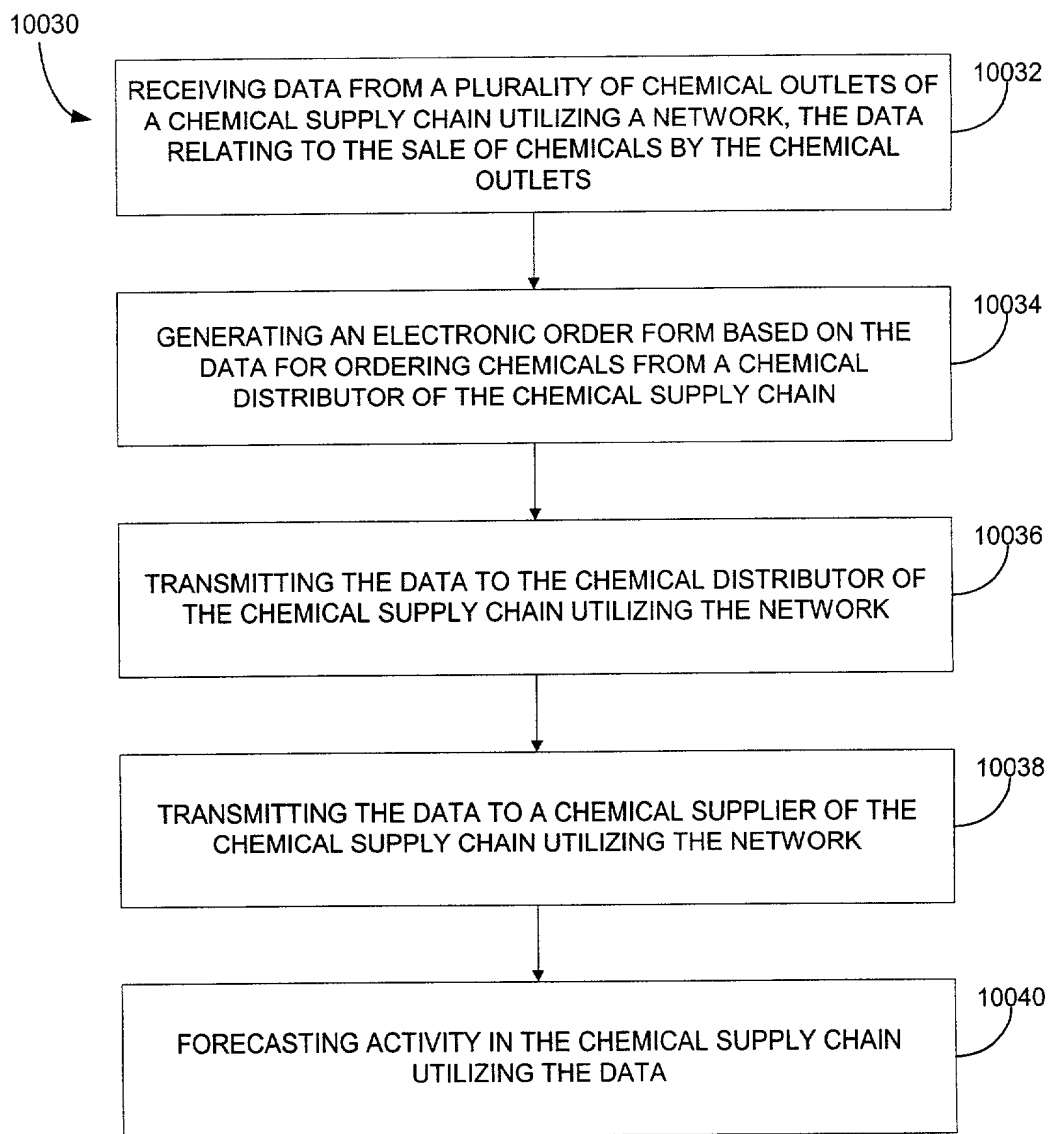 10030
RECEIVING DATA FROM A PLURALITY OF CHEMICAL OUTLETS OF
A CHEMICAL SUPPLY CHAIN UTILIZING A NETWORK, THE DATA
RELATING TO THE SALE OF CHEMICALS BY THE CHEMICAL
OUTLETS
10032
GENERATING AN ELECTRONIC ORDER FORM BASED ON THE
DATA FOR ORDERING CHEMICALS FROM A CHEMICAL
DISTRIBUTOR OF THE CHEMICAL SUPPLY CHAIN
10034
TRANSMITTING THE DATA TO THE CHEMICAL DISTRIBUTOR OF
THE CHEMICAL SUPPLY CHAIN UTILIZING THE NETWORK
10036
TRANSMITTING THE DATA TO A CHEMICAL SUPPLIER OF THE
CHEMICAL SUPPLY CHAIN UTILIZING THE NETWORK
10038
FORECASTING ACTIVITY IN THE CHEMICAL SUPPLY CHAIN
UTILIZING THE DATA
10040